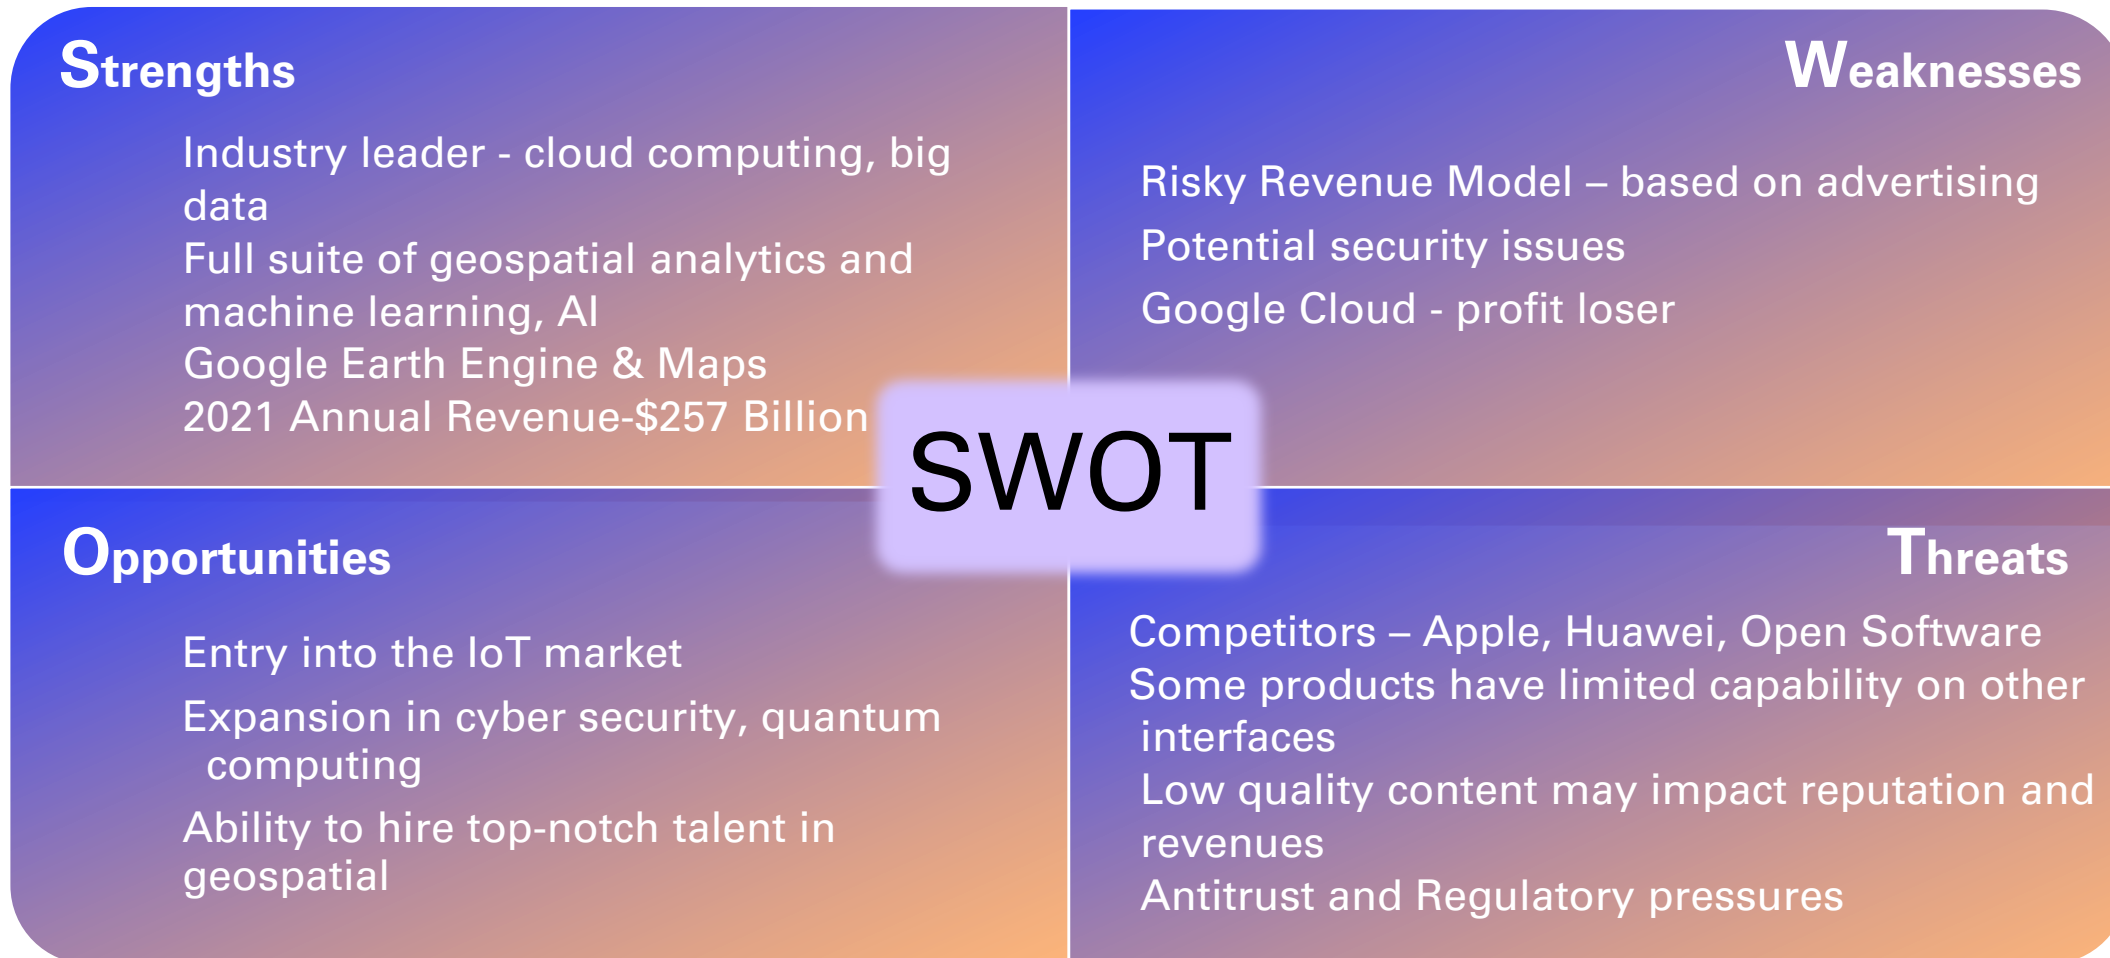 Strengths
Industry leader - cloud computing, big
data
Full suite of geospatial analytics and
machine learning, AI
Google Earth Engine & Maps
2021 Annual Revenue-$257 Billion
Weaknesses
Risky Revenue Model – based on advertising
Potential security issues
Google Cloud - profit loser
SWOT
Opportunities
Entry into the IoT market
Expansion in cyber security, quantum
computing
Ability to hire top-notch talent in
geospatial
Threats
Competitors – Apple, Huawei, Open Software
Some products have limited capability on other
interfaces
Low quality content may impact reputation and
revenues
Antitrust and Regulatory pressures